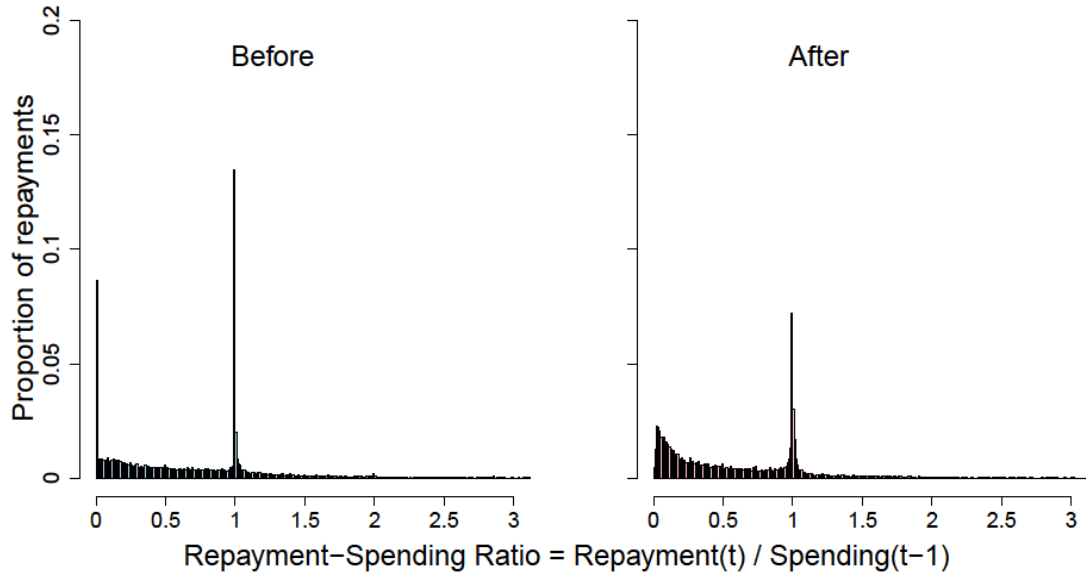 Before
After
Proportion of repayments
0.2
0.15
0.1
0.05
0
0 0.5 1 1.5 2 2.5 3
0 0.5 1 1.5 2 2.5 3
Repayment−Spending Ratio = Repayment(t) / Spending(t−1)